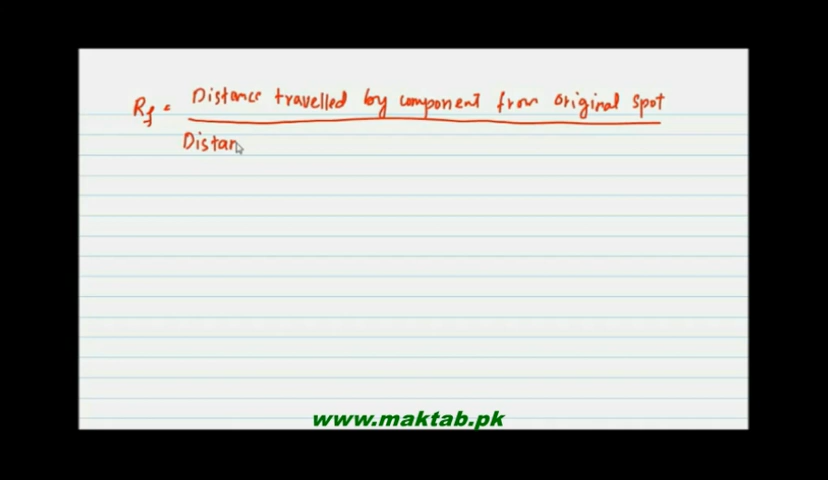 Rf = Distance travelled by component from original spot
Distan
www.maktab.pk